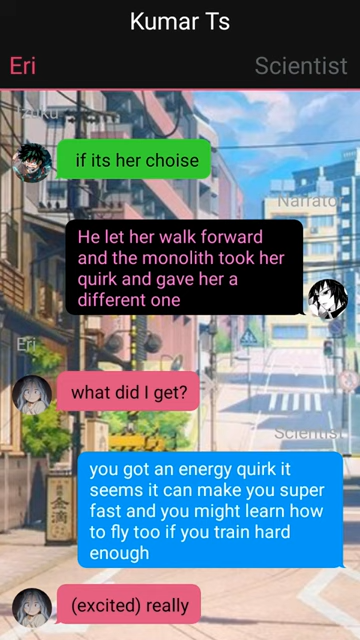 Kumar Ts
Eri
Scientist
Izuku
if its her choise
Narrator
He let her walk forward
and the monolith took her
quirk and gave her a
different one
Eri
what did I get?
Scientist
you got an energy quirk it
seems it can make you super
fast and you might learn how
to fly too if you train hard
enough
(excited) really